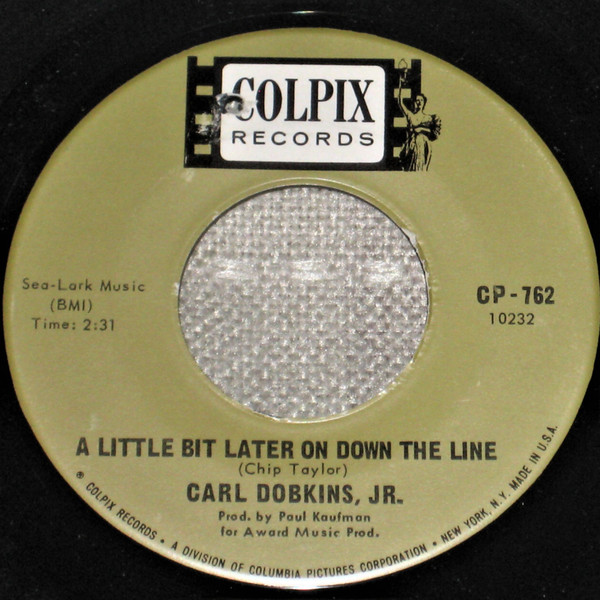 COLPIX
RECORDS
Sea-Lark Music
(BMI)
Time: 2:31
CP-762
10232
A LITTLE BIT LATER ON DOWN THE LINE
(Chip Taylor)
CARL DOBKINS, JR.
Prod. by Paul Kaufman
for Award Music Prod.
® COLPIX RECORDS • A DIVISION OF COLUMBIA PICTURES CORPORATION • NEW YORK, N.Y. MADE IN U.S.A.